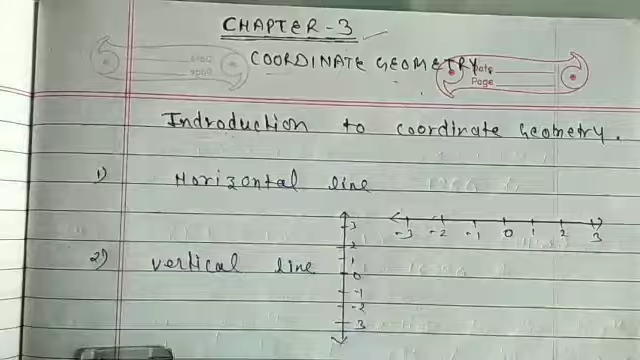 CHAPTER-3
COORDINATE GEOMETRY
Date
Page
Indroduction to coordinate Geometry.
1) Horizontal line
-3 -2 -1 0 1 2 3
2) vertical line
3
2
1
0
-1
-2
-3